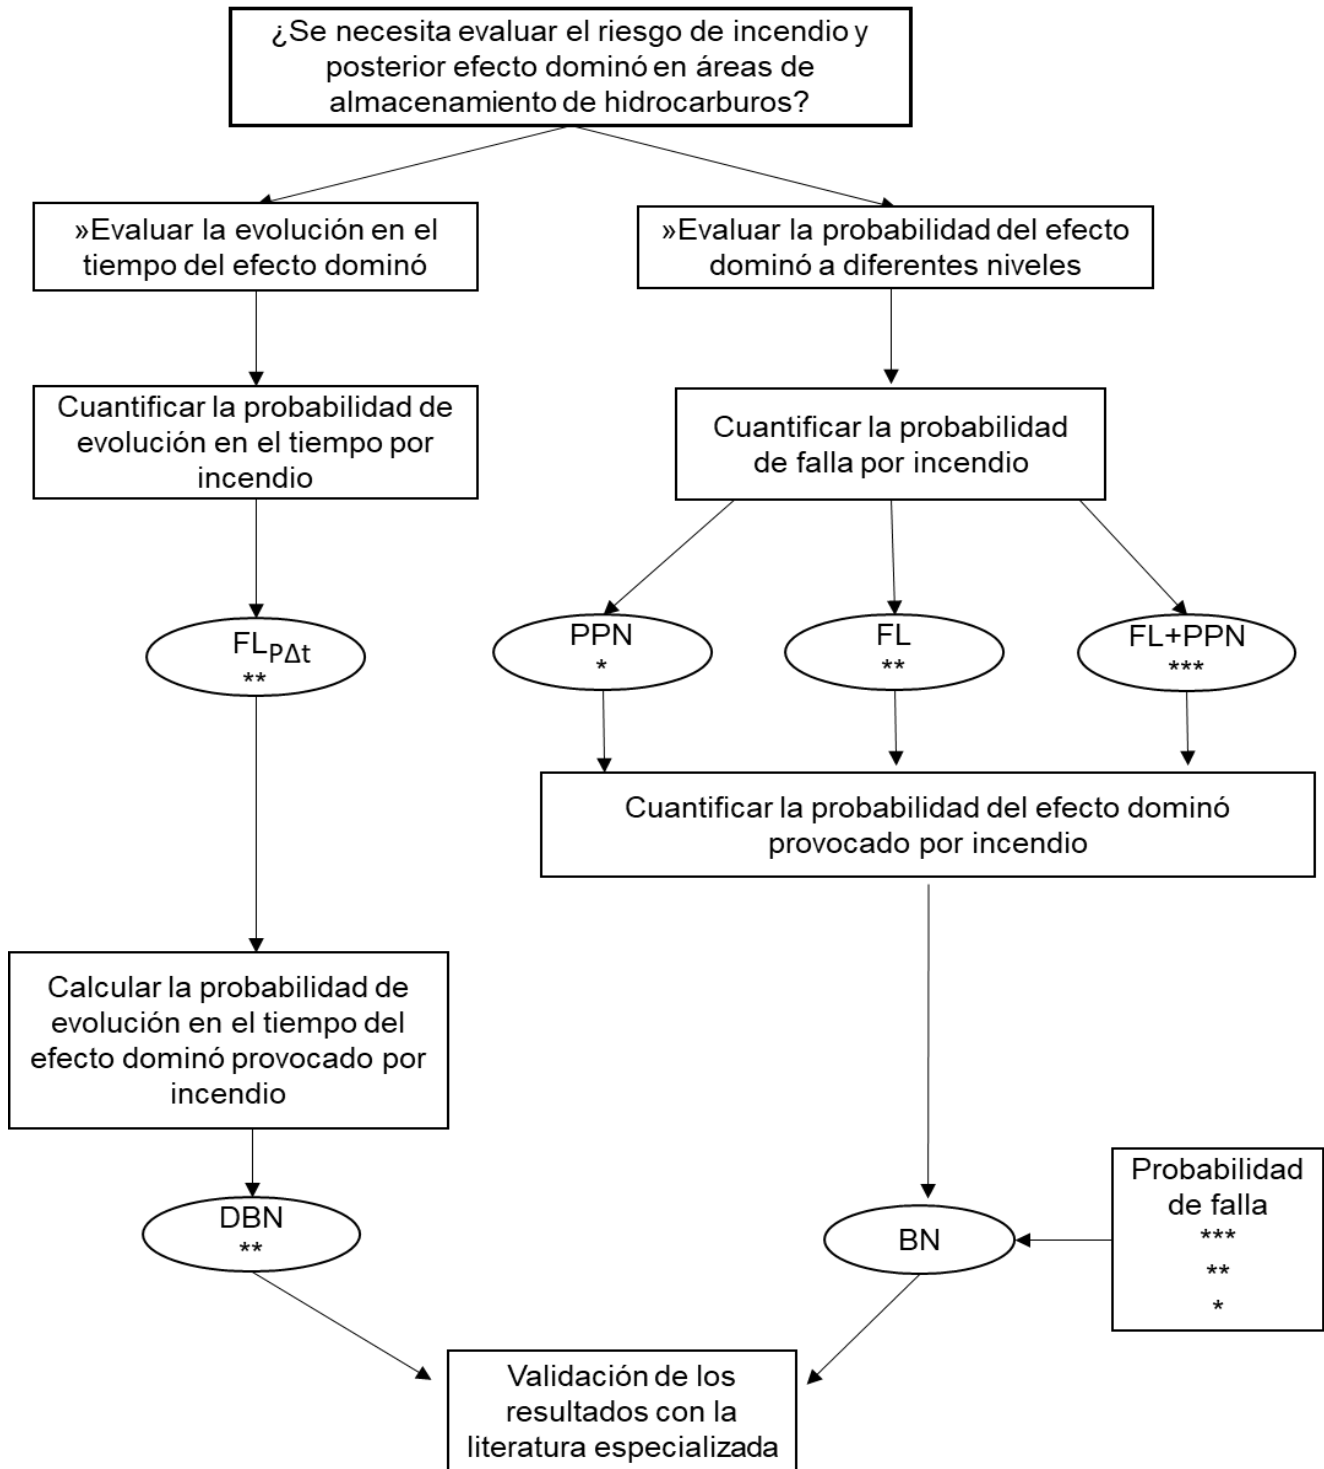 ¿Se necesita evaluar el riesgo de incendio y
posterior efecto dominó en áreas de
almacenamiento de hidrocarburos?
»Evaluar la evolución en el
tiempo del efecto dominó
»Evaluar la probabilidad del efecto
dominó a diferentes niveles
Cuantificar la probabilidad de
evolución en el tiempo por
incendio
Cuantificar la probabilidad
de falla por incendio
FLPΔt
**
PPN
*
FL
**
FL+PPN
***
Cuantificar la probabilidad del efecto dominó
provocado por incendio
Calcular la probabilidad de
evolución en el tiempo del
efecto dominó provocado por
incendio
DBN
**
BN
Probabilidad
de falla
***
**
*
Validación de los
resultados con la
literatura especializada